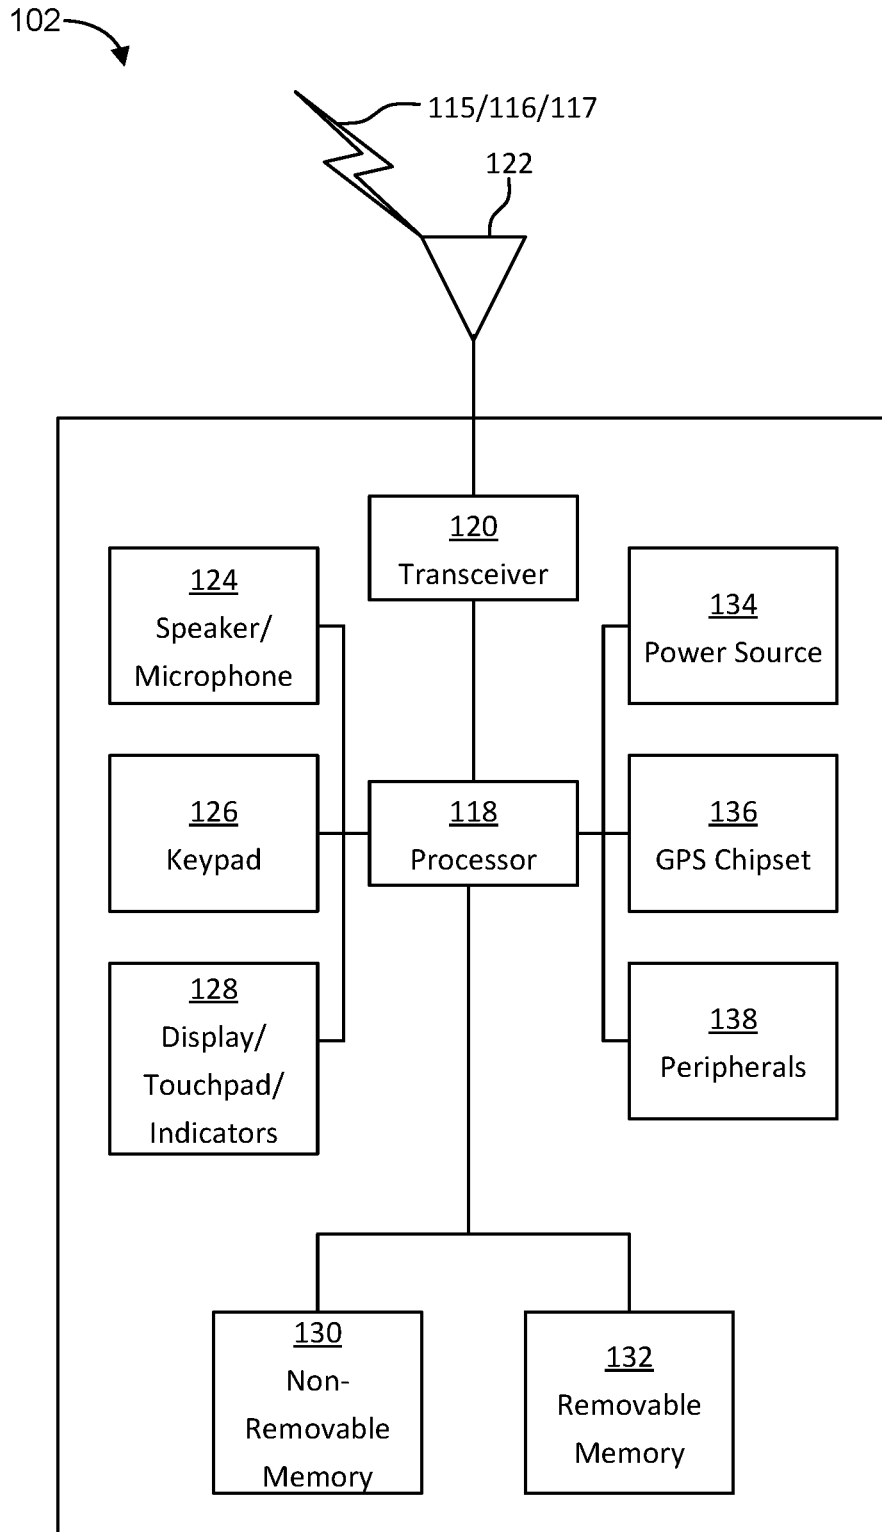 102
115/116/117
122
120
Transceiver
124
Speaker/
Microphone
134
Power Source
126
Keypad
118
Processor
136
GPS Chipset
128
Display/
Touchpad/
Indicators
138
Peripherals
130
Non-
Removable
Memory
132
Removable
Memory